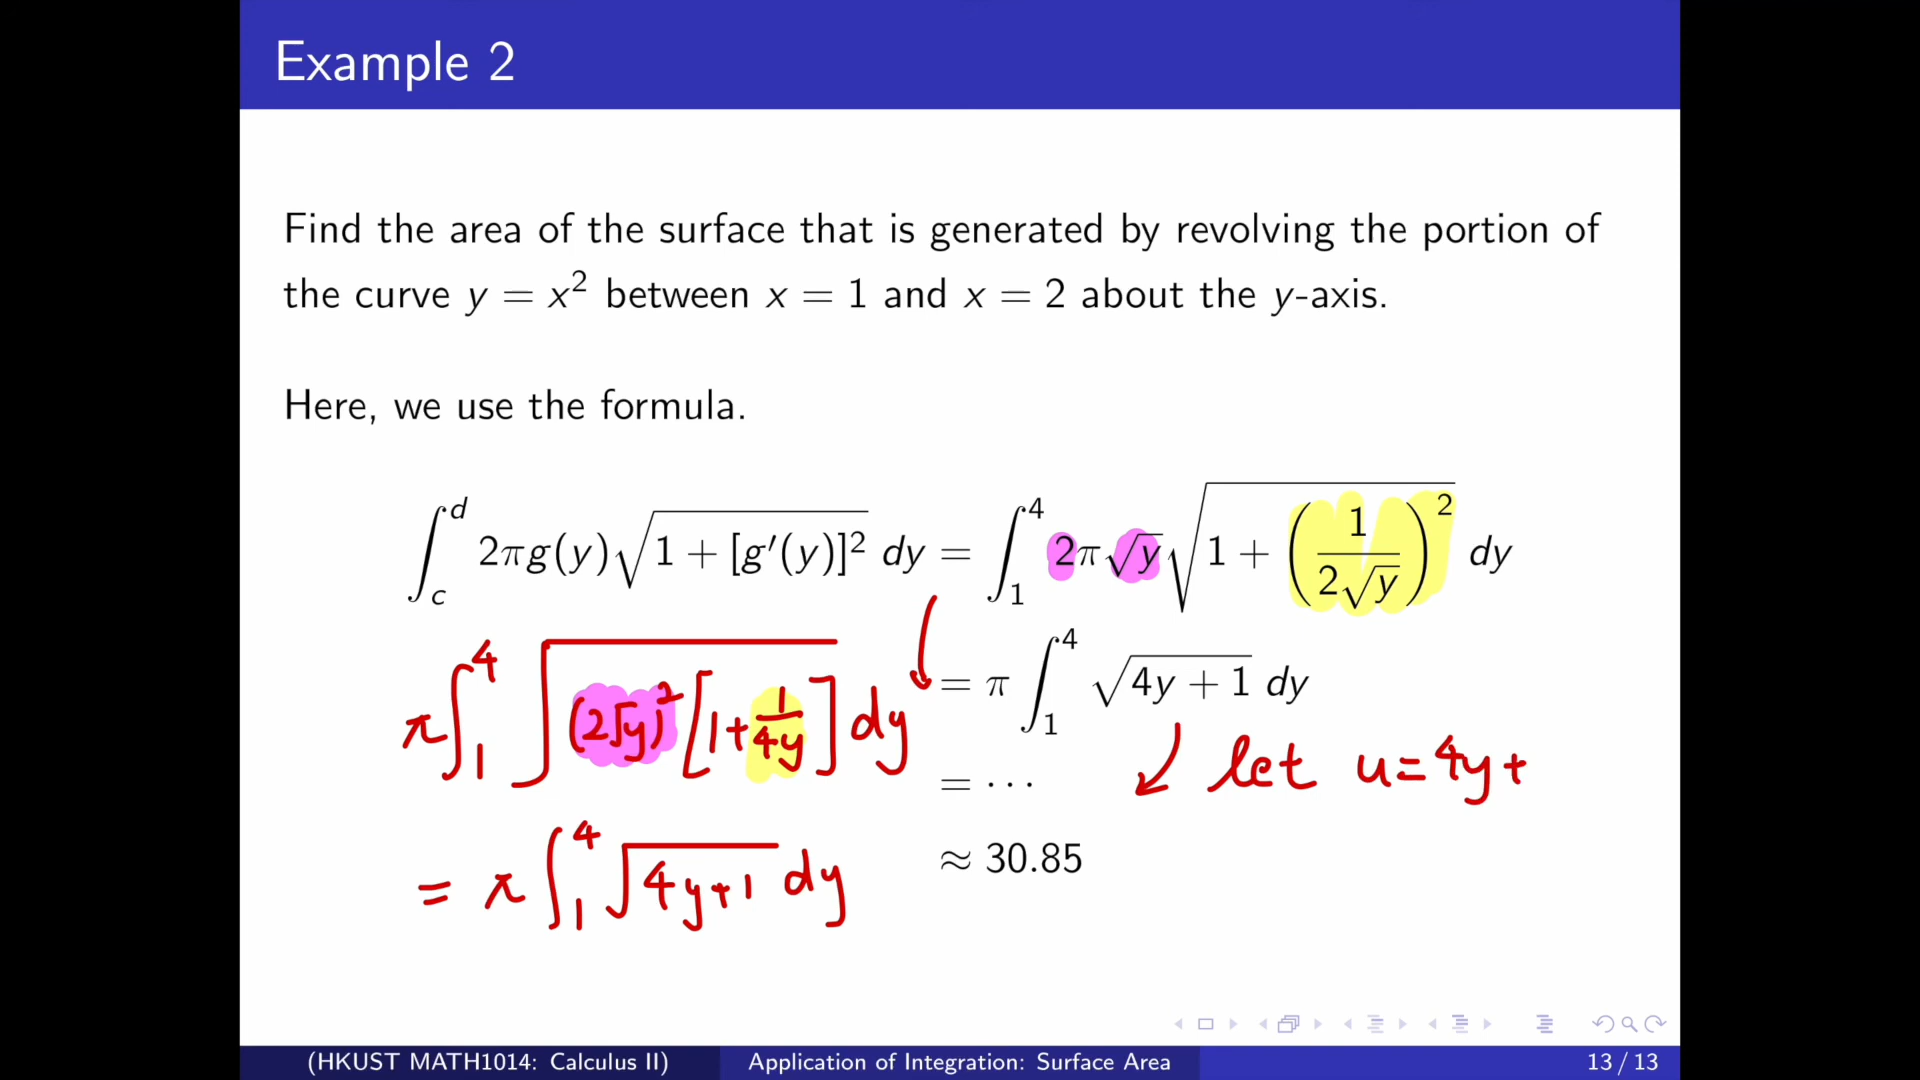 Example 2
Find the area of the surface that is generated by revolving the portion of
the curve y = x² between x = 1 and x = 2 about the y-axis.
Here, we use the formula.
∫_c^d 2πg(y)√(1 + [g′(y)]²) dy = ∫_1^4 2π√y √(1 + (1/(2√y))²) dy
= π ∫_1^4 √(4y + 1) dy
π ∫_1^4 √((2√y)² [1+1/(4y)]) dy
= ···
let u=4y+
≈ 30.85
= π ∫_1^4 √(4y+1) dy
(HKUST MATH1014: Calculus II)
Application of Integration: Surface Area
13 / 13